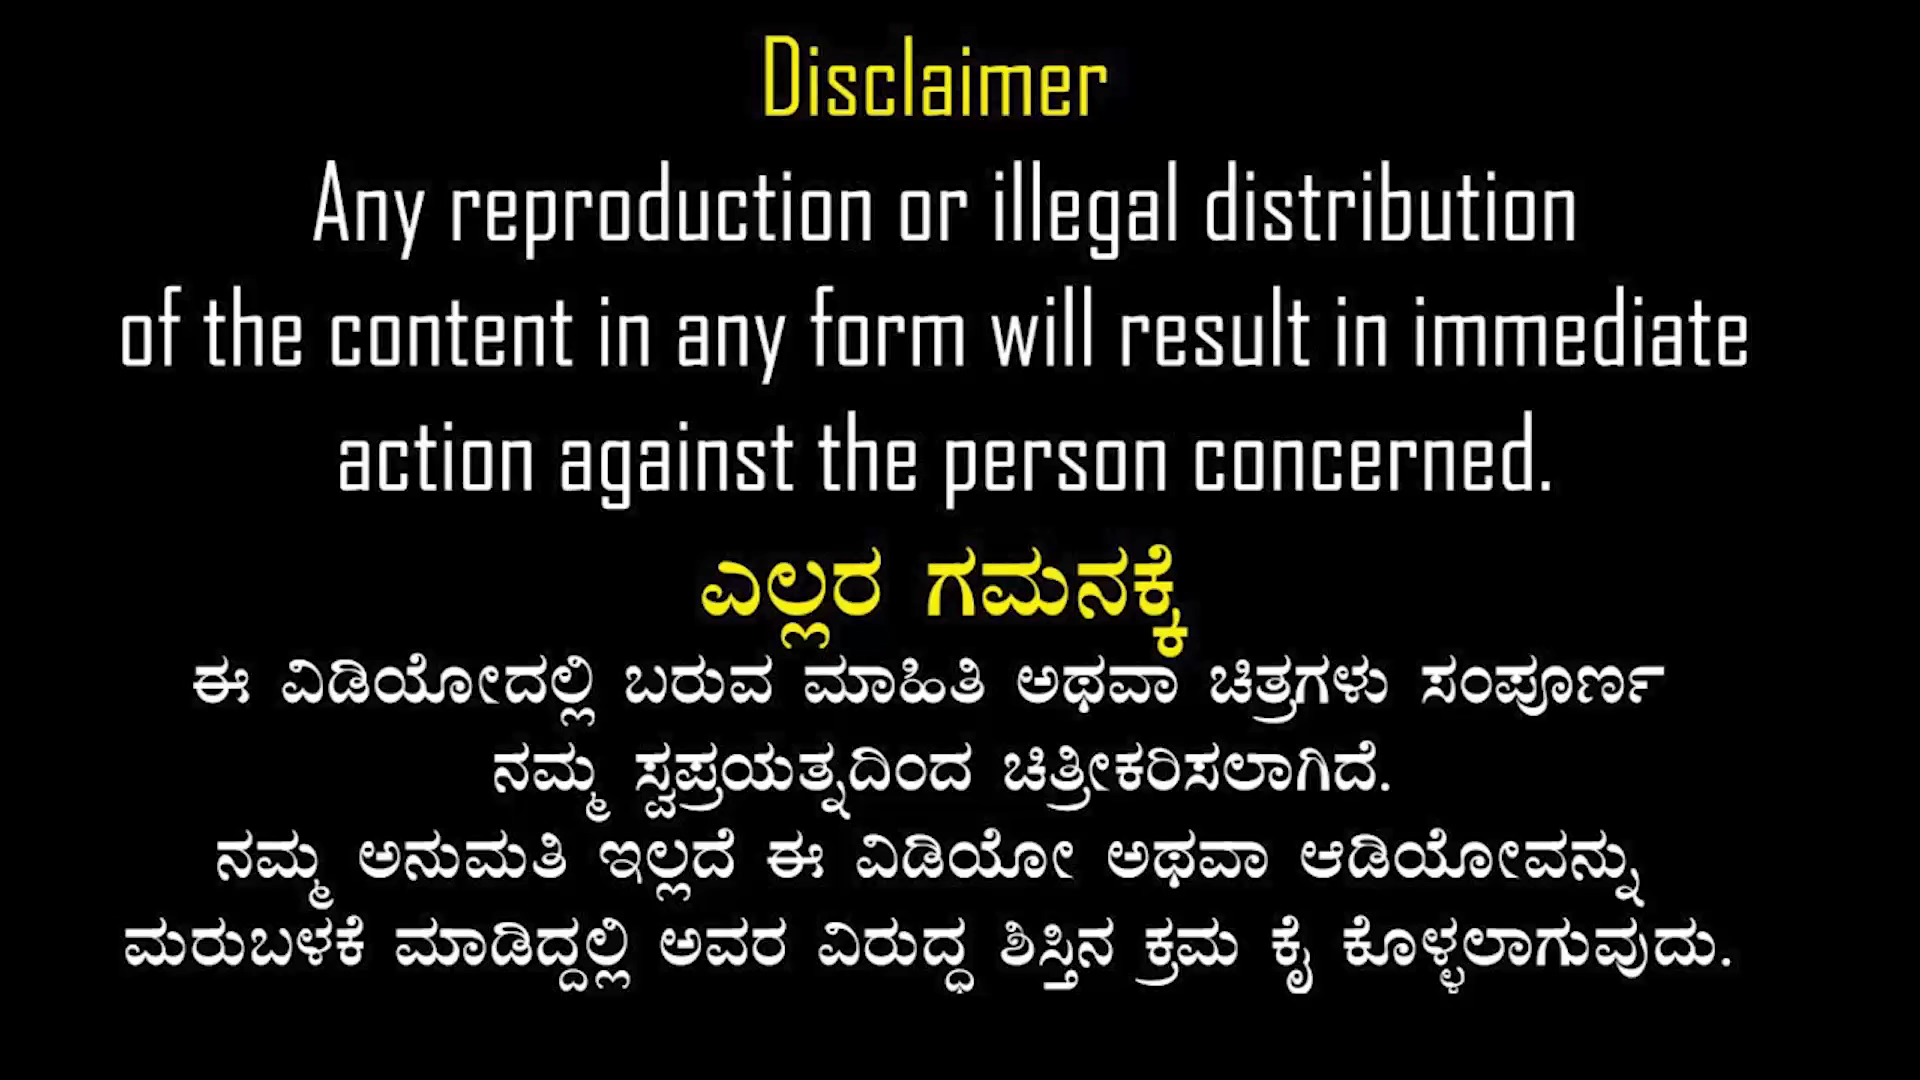 Disclaimer
Any reproduction or illegal distribution
of the content in any form will result in immediate
action against the person concerned.
ಎಲ್ಲರ ಗಮನಕ್ಕೆ
ಈ ವಿಡಿಯೋದಲ್ಲಿ ಬರುವ ಮಾಹಿತಿ ಅಥವಾ ಚಿತ್ರಗಳು ಸಂಪೂರ್ಣ
ನಮ್ಮ ಸ್ವಪ್ರಯತ್ನದಿಂದ ಚಿತ್ರೀಕರಿಸಲಾಗಿದೆ.
ನಮ್ಮ ಅನುಮತಿ ಇಲ್ಲದೆ ಈ ವಿಡಿಯೋ ಅಥವಾ ಆಡಿಯೋವನ್ನು
ಮರುಬಳಕೆ ಮಾಡಿದ್ದಲ್ಲಿ ಅವರ ವಿರುದ್ಧ ಶಿಸ್ತಿನ ಕ್ರಮ ಕೈ ಕೊಳ್ಳಲಾಗುವುದು.